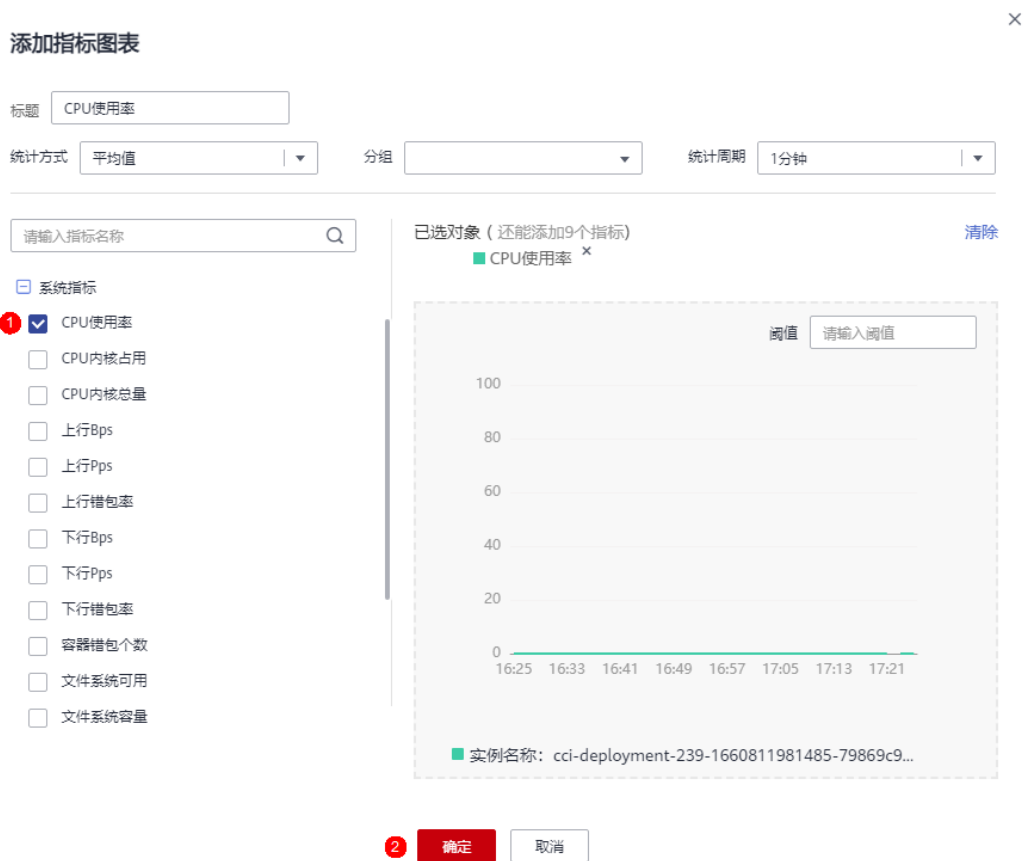 添加指标图表
标题 CPU使用率
统计方式 平均值 分组 统计周期 1分钟
请输入指标名称
已选对象 ( 还能添加9个指标) 清除
CPU使用率 ×
系统指标
1 CPU使用率
CPU内核占用
CPU内核总量
上行Bps
上行Pps
上行错包率
下行Bps
下行Pps
下行错包率
容器错包个数
文件系统可用
文件系统容量
阈值 请输入阈值
100
80
60
40
20
0
16:25 16:33 16:41 16:49 16:57 17:05 17:13 17:21
实例名称：cci-deployment-239-1660811981485-79869c9...
2 确定 取消